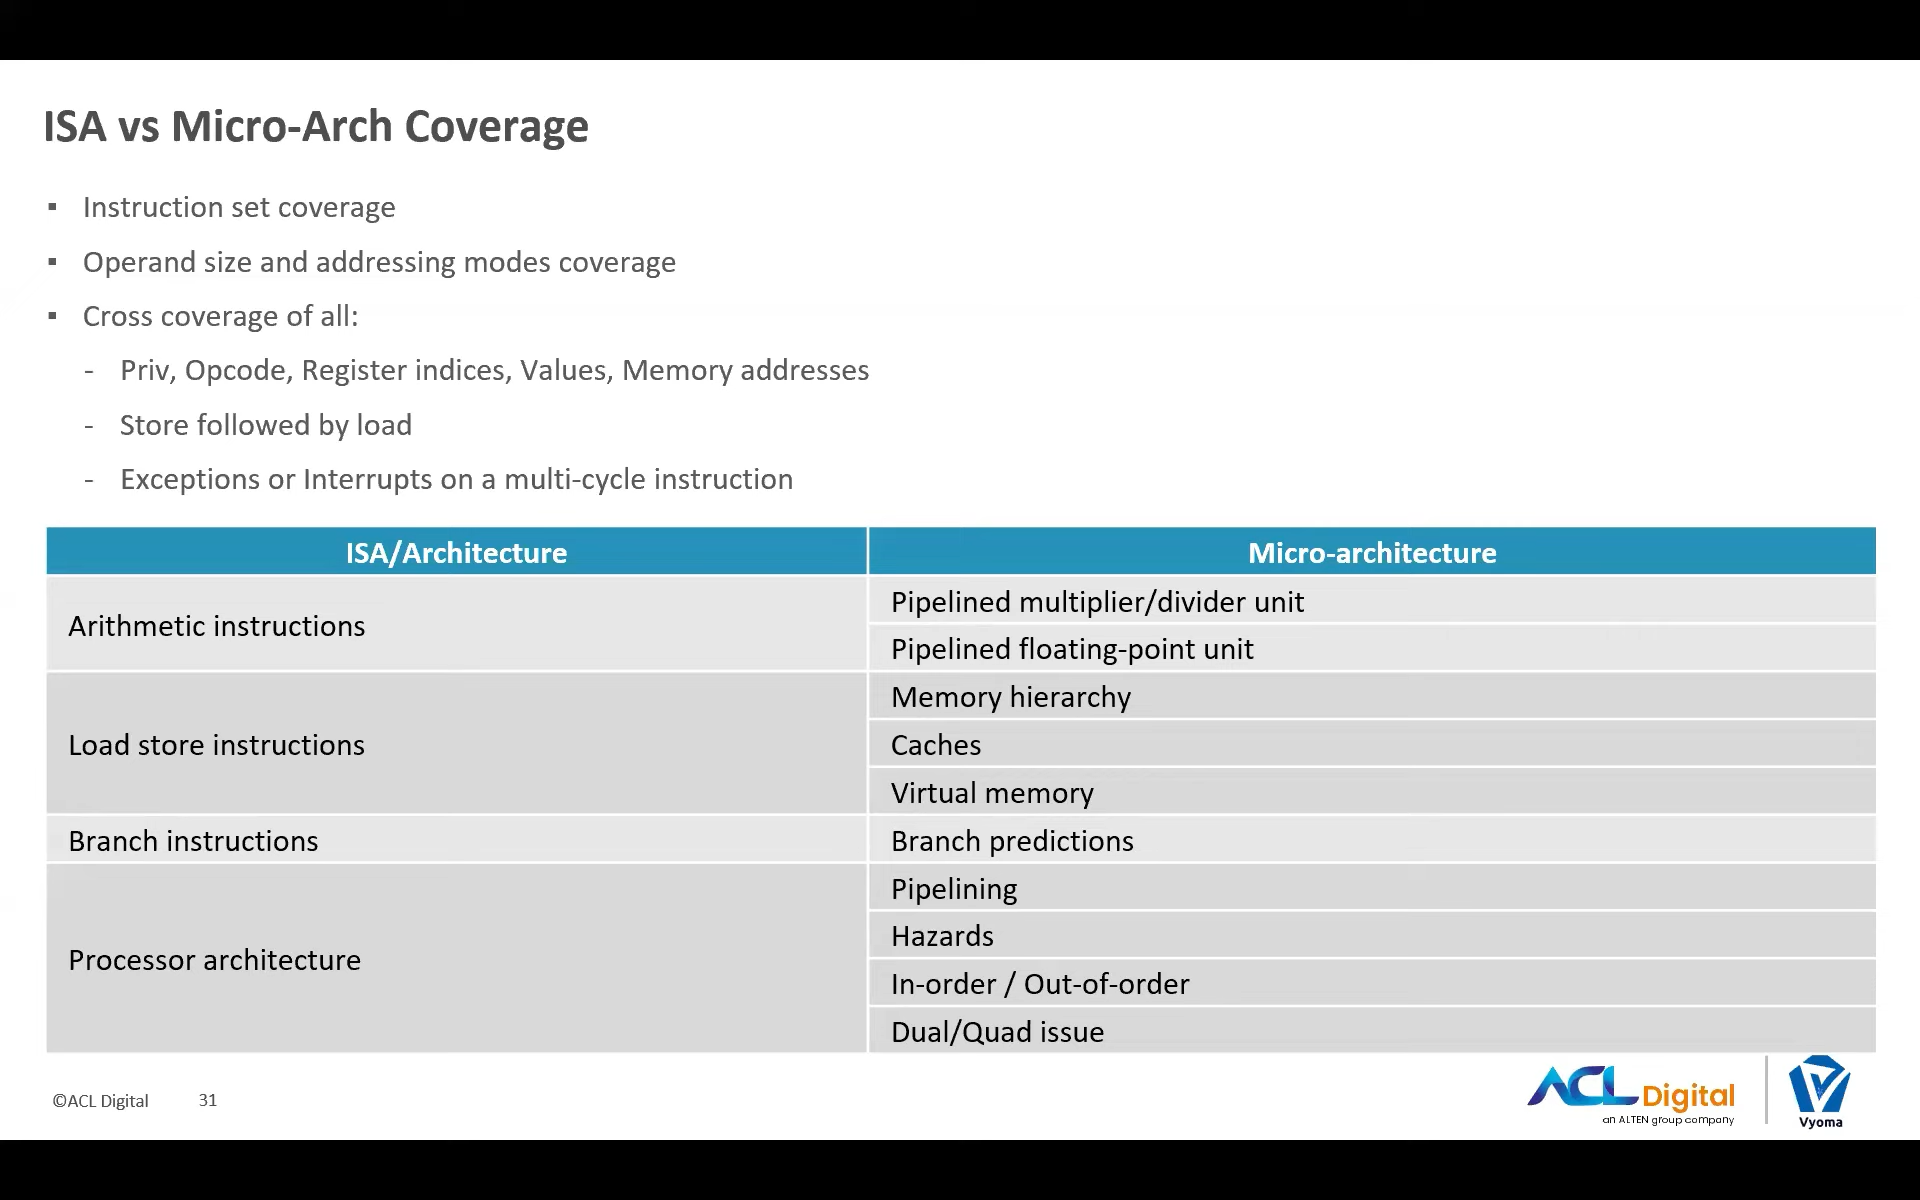 ISA vs Micro-Arch Coverage
▪ Instruction set coverage
▪ Operand size and addressing modes coverage
▪ Cross coverage of all:
- Priv, Opcode, Register indices, Values, Memory addresses
- Store followed by load
- Exceptions or Interrupts on a multi-cycle instruction
ISA/Architecture
Micro-architecture
Arithmetic instructions
Pipelined multiplier/divider unit
Pipelined floating-point unit
Load store instructions
Memory hierarchy
Caches
Virtual memory
Branch instructions
Branch predictions
Processor architecture
Pipelining
Hazards
In-order / Out-of-order
Dual/Quad issue
©ACL Digital 31
ACL Digital
an ALTEN group company
Vyoma